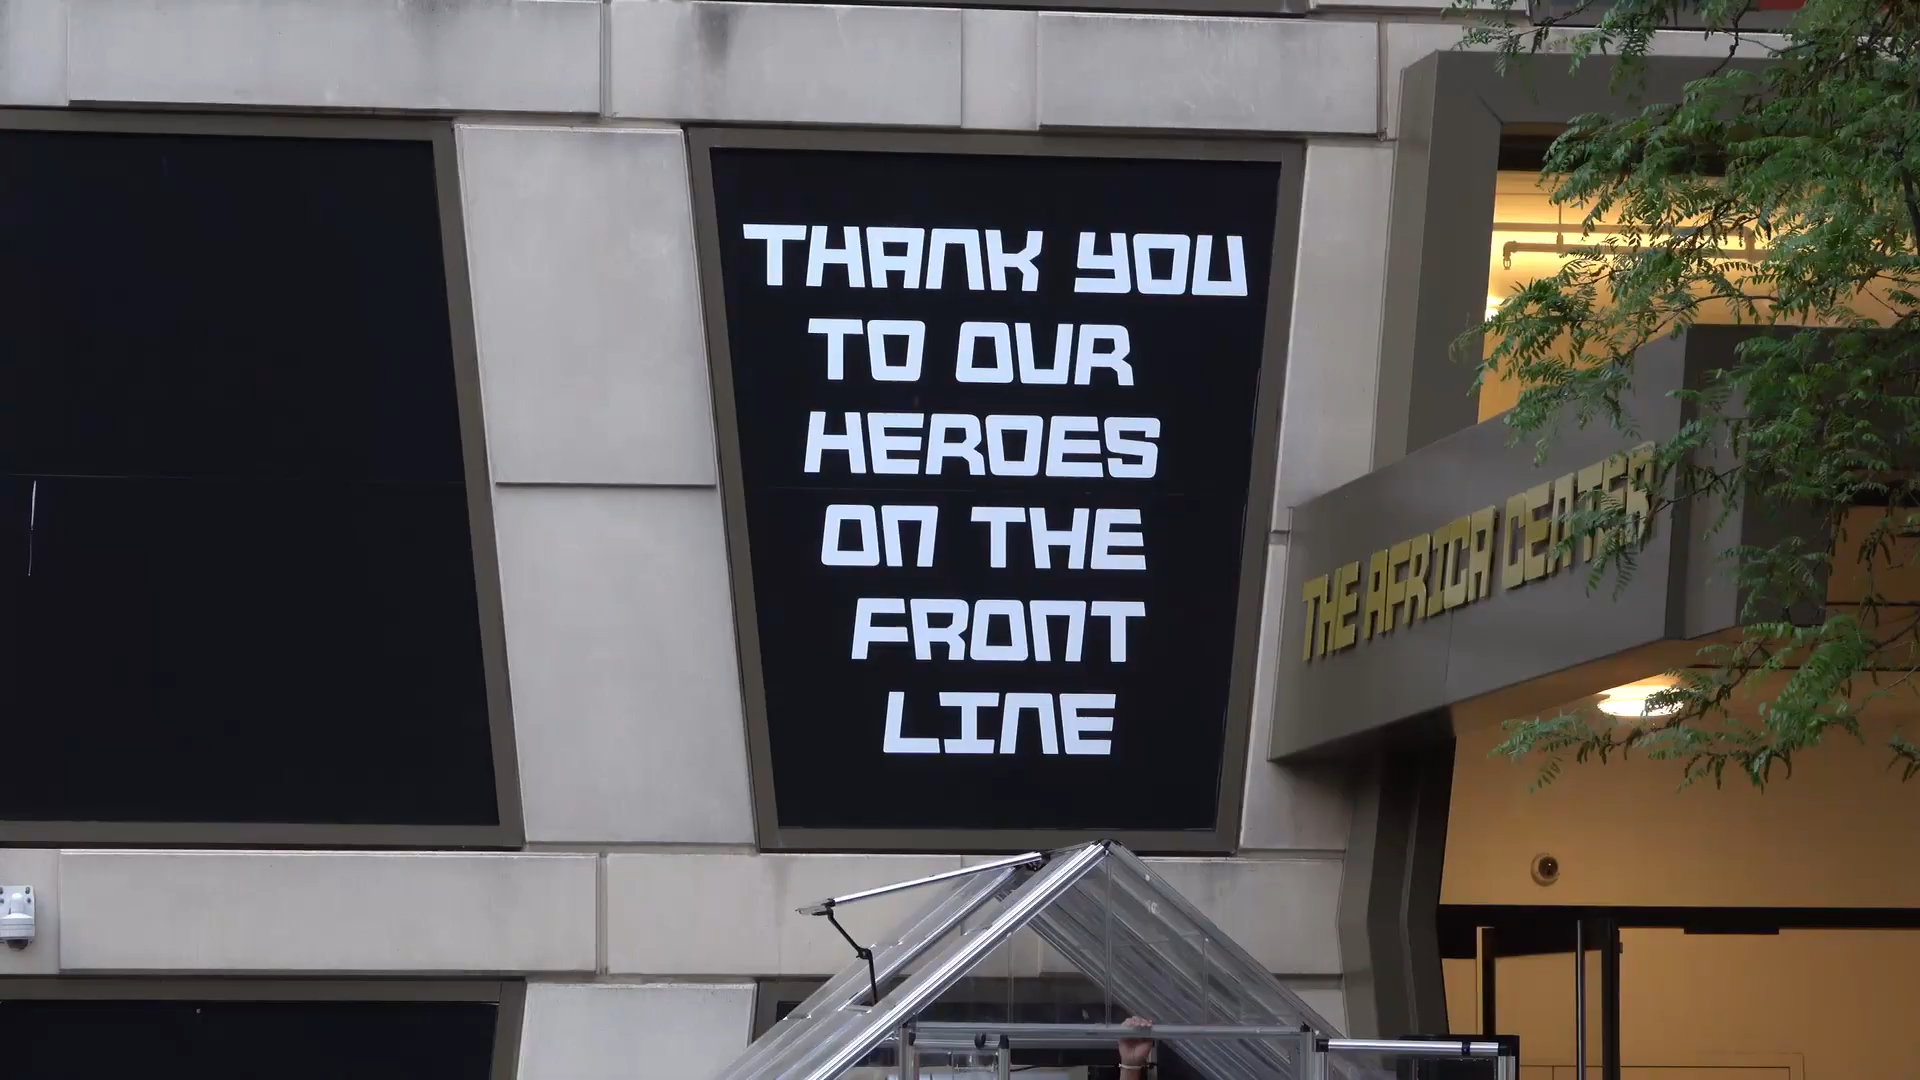 THANK YOU
TO OUR
HEROES
ON THE
FRONT
LINE
THE AFRICA CENTER